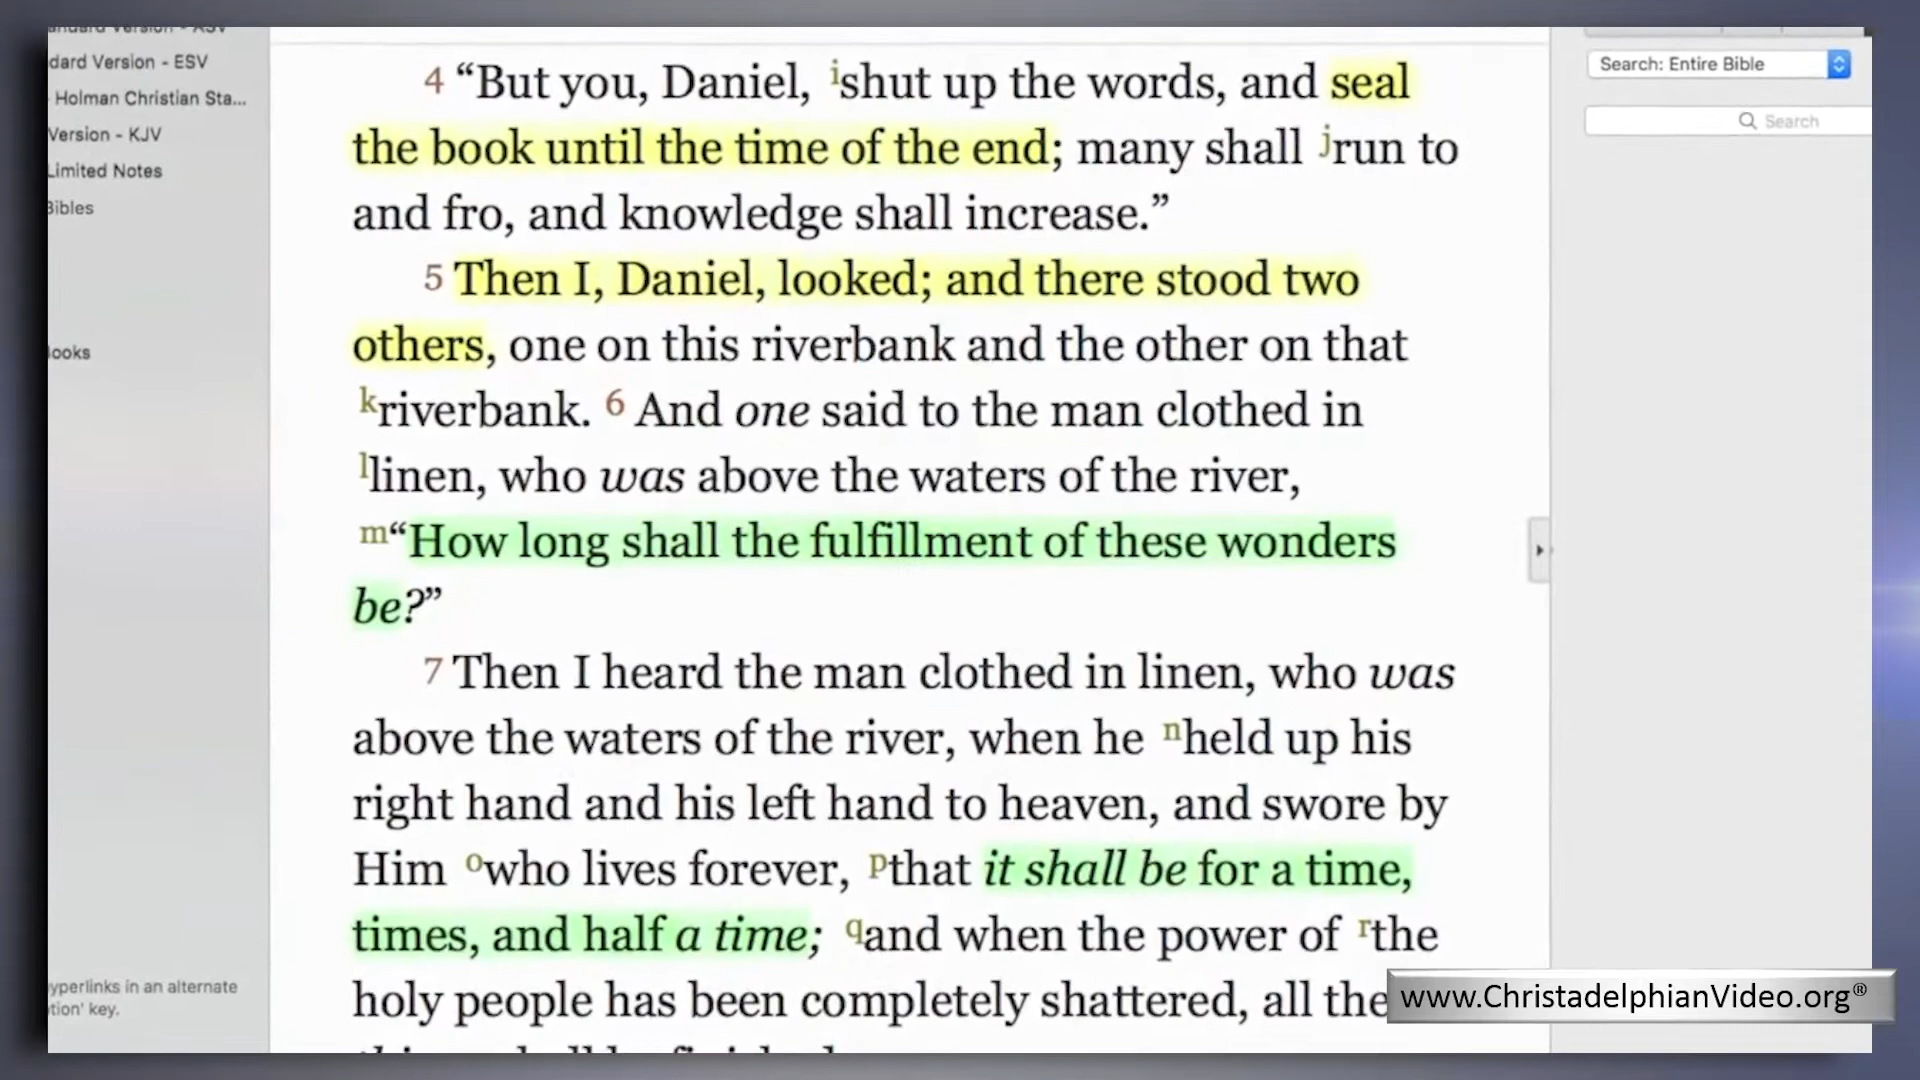 dard Version - ESV
Holman Christian Sta...
Version - KJV
Limited Notes
Bibles
ooks
yperlinks in an alternate
tion' key.
4 “But you, Daniel, ishut up the words, and seal
the book until the time of the end; many shall jrun to
and fro, and knowledge shall increase.”
5 Then I, Daniel, looked; and there stood two
others, one on this riverbank and the other on that
kriverbank. 6 And one said to the man clothed in
llinen, who was above the waters of the river,
m“How long shall the fulfillment of these wonders
be?”
7 Then I heard the man clothed in linen, who was
above the waters of the river, when he nheld up his
right hand and his left hand to heaven, and swore by
Him owho lives forever, pthat it shall be for a time,
times, and half a time; qand when the power of rthe
holy people has been completely shattered, all the
Search: Entire Bible
Search
www.ChristadelphianVideo.org®